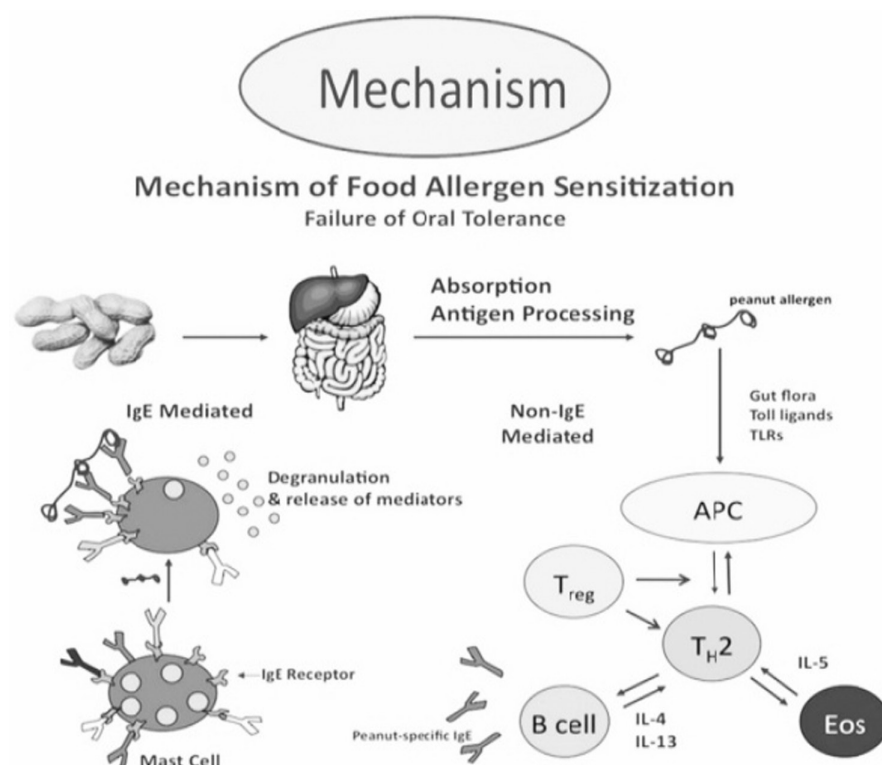 Mechanism
Mechanism of Food Allergen Sensitization
Failure of Oral Tolerance
Absorption
Antigen Processing
peanut allergen
IgE Mediated
Non-IgE
Mediated
Gut flora
Toll ligands
TLRs
Degranulation
& release of mediators
APC
Treg
TH2
IgE Receptor
IL-5
Peanut-specific IgE
B cell
IL-4
IL-13
Eos
Mast Cell